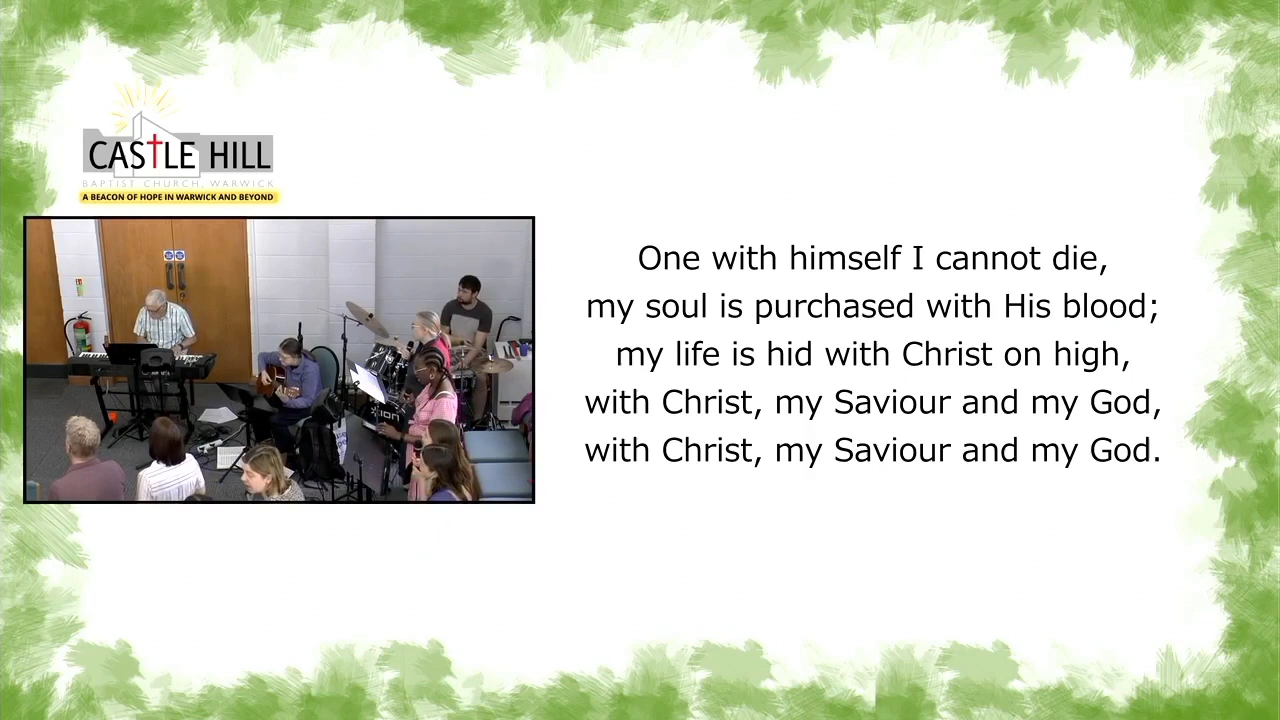 CASTLE HILL
BAPTIST CHURCH, WARWICK
A BEACON OF HOPE IN WARWICK AND BEYOND
One with himself I cannot die,
my soul is purchased with His blood;
my life is hid with Christ on high,
with Christ, my Saviour and my God,
with Christ, my Saviour and my God.